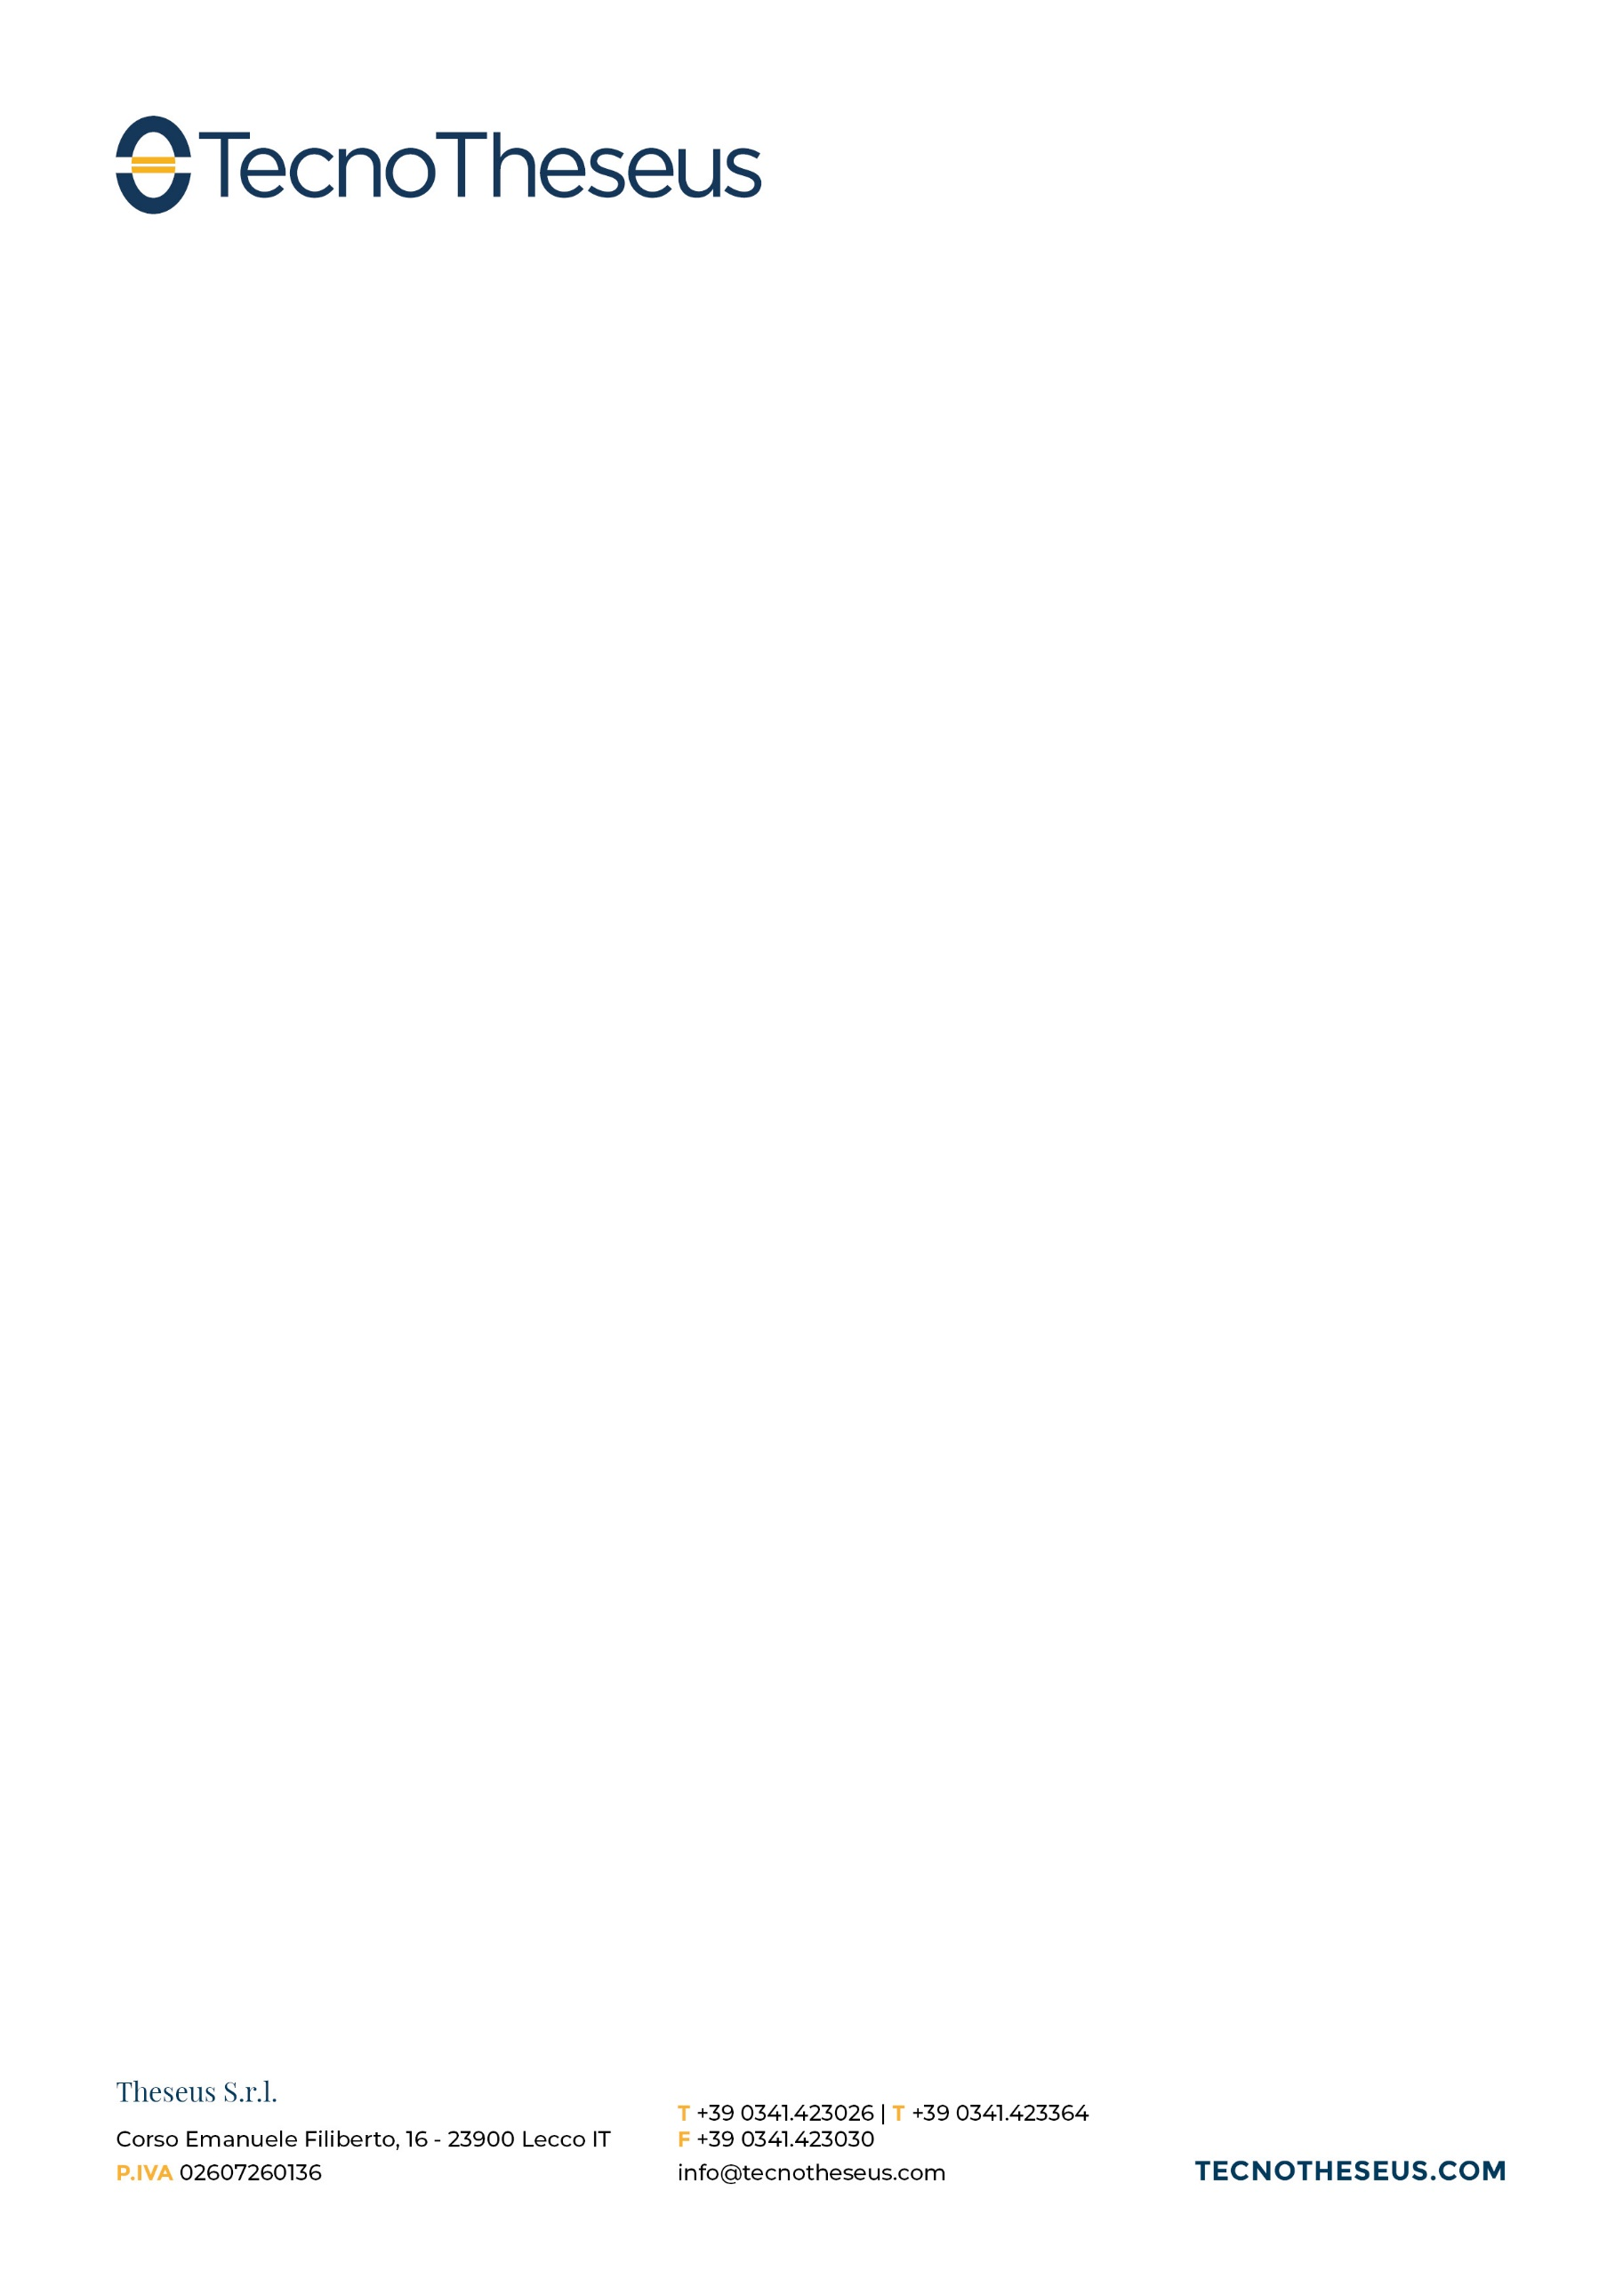 TecnoTheseus
Theseus S.r.l.
Corso Emanuele Filiberto, 16 - 23900 Lecco IT
P.IVA 02607260136
T +39 0341.423026 | T +39 0341.423364
F +39 0341.423030
info@tecnotheseus.com
TECNOTHESEUS.COM